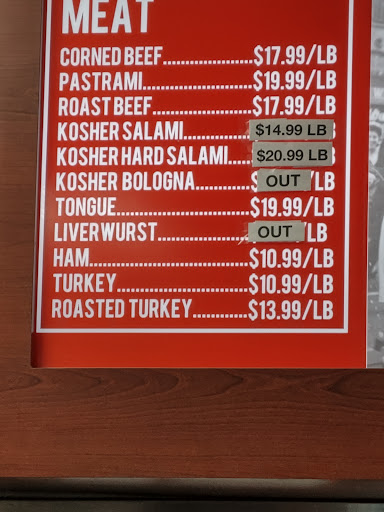 MEAT
CORNED BEEF..............$17.99/LB
PASTRAMI.................$19.99/LB
ROAST BEEF...............$17.99/LB
KOSHER SALAMI............$14.99 LB
KOSHER HARD SALAMI....$20.99 LB
KOSHER BOLOGNA.........$ OUT /LB
TONGUE...................$19.99/LB
LIVERWURST............... OUT /LB
HAM......................$10.99/LB
TURKEY...................$10.99/LB
ROASTED TURKEY...........$13.99/LB